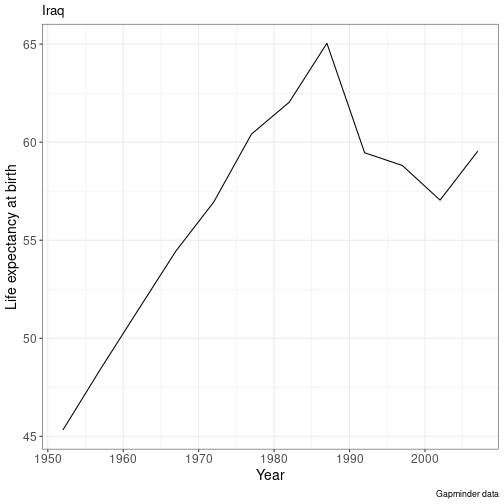 Iraq
65
60
55
50
45
Life expectancy at birth
1950 1960 1970 1980 1990 2000
Year
Gapminder data